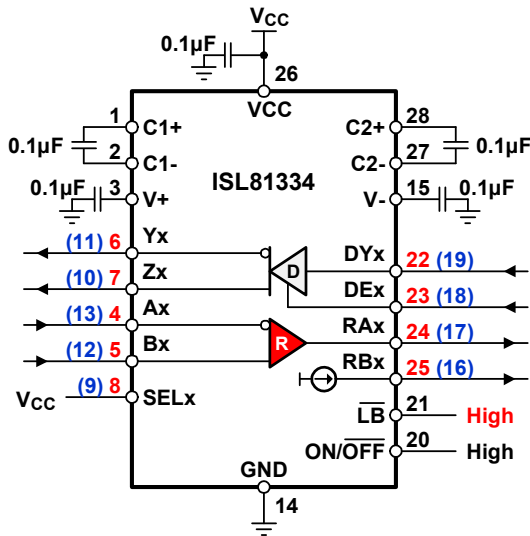 VCC
0.1µF
26
VCC
1 C1+ C2+ 28
0.1µF 0.1µF
2 C1- C2- 27
0.1µF ISL81334 0.1µF
3 V+ V- 15
(11) 6 Yx DYx 22 (19)
D
(10) 7 Zx DEx 23 (18)
(13) 4 Ax RAx 24 (17)
R
(12) 5 Bx RBx 25 (16)
VCC (9) 8 SELx LB 21 High
ON/OFF 20 High
GND
14